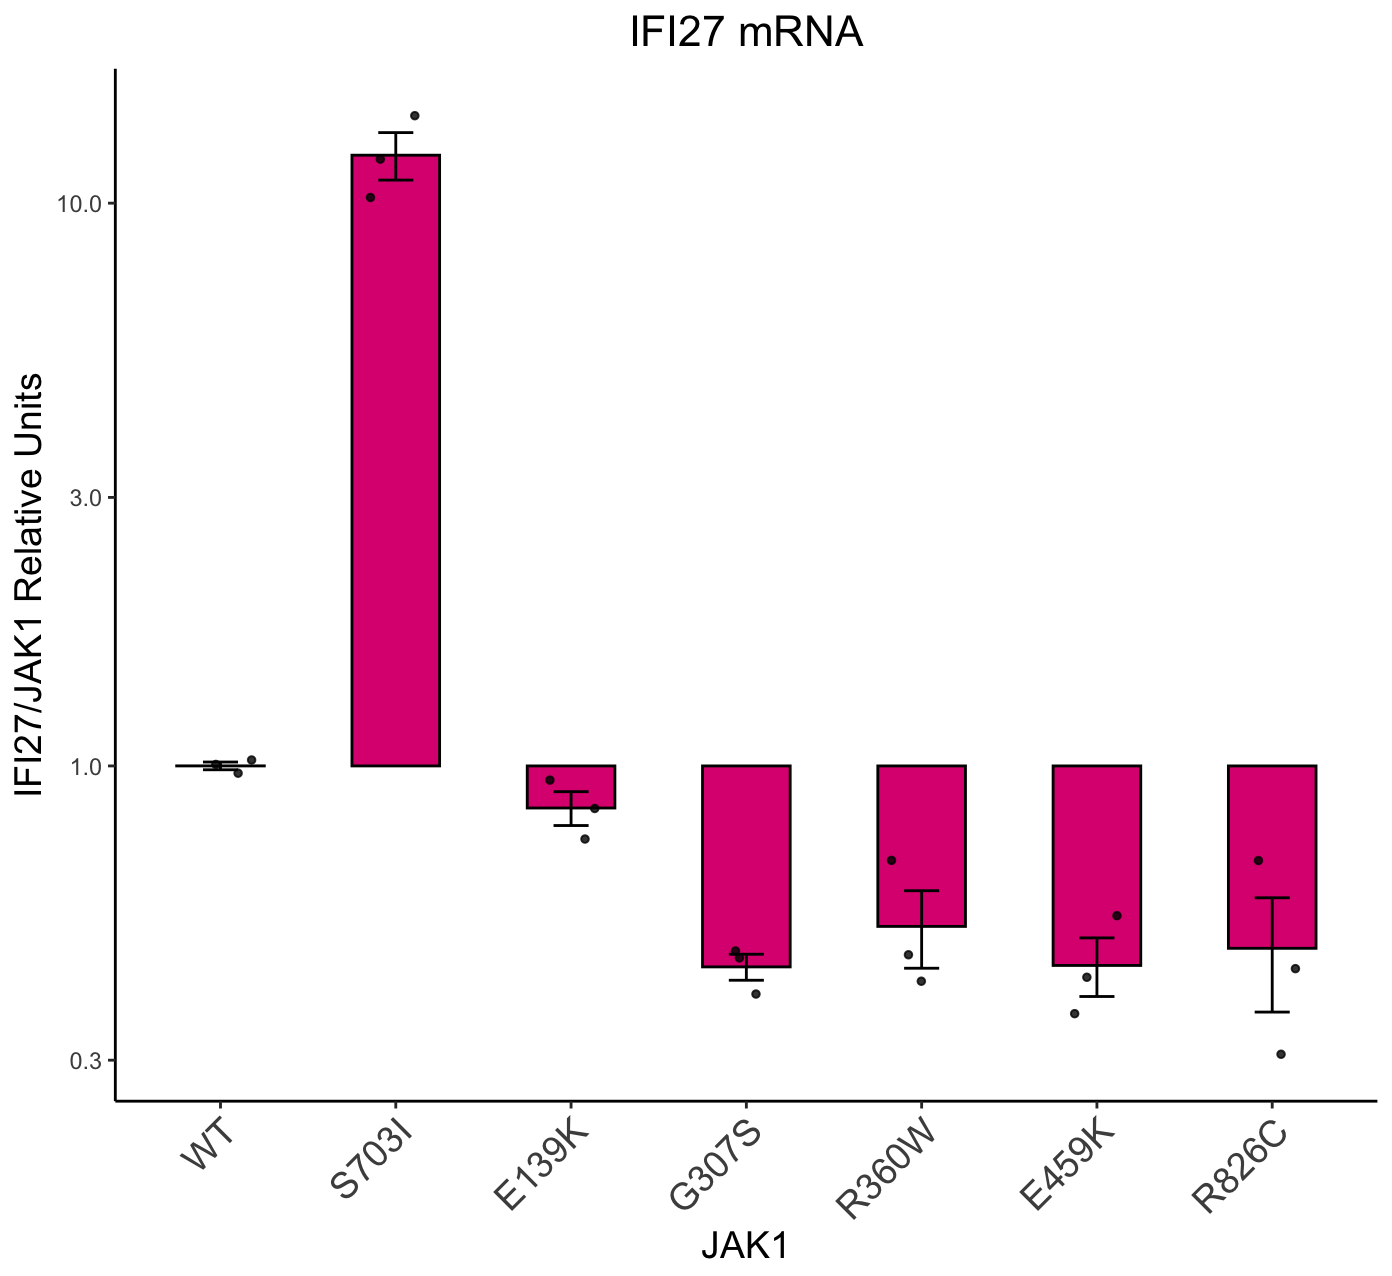 IFI27 mRNA
IFI27/JAK1 Relative Units
10.0
3.0
1.0
0.3
WT
S703I
E139K
G307S
R360W
E459K
R826C
JAK1